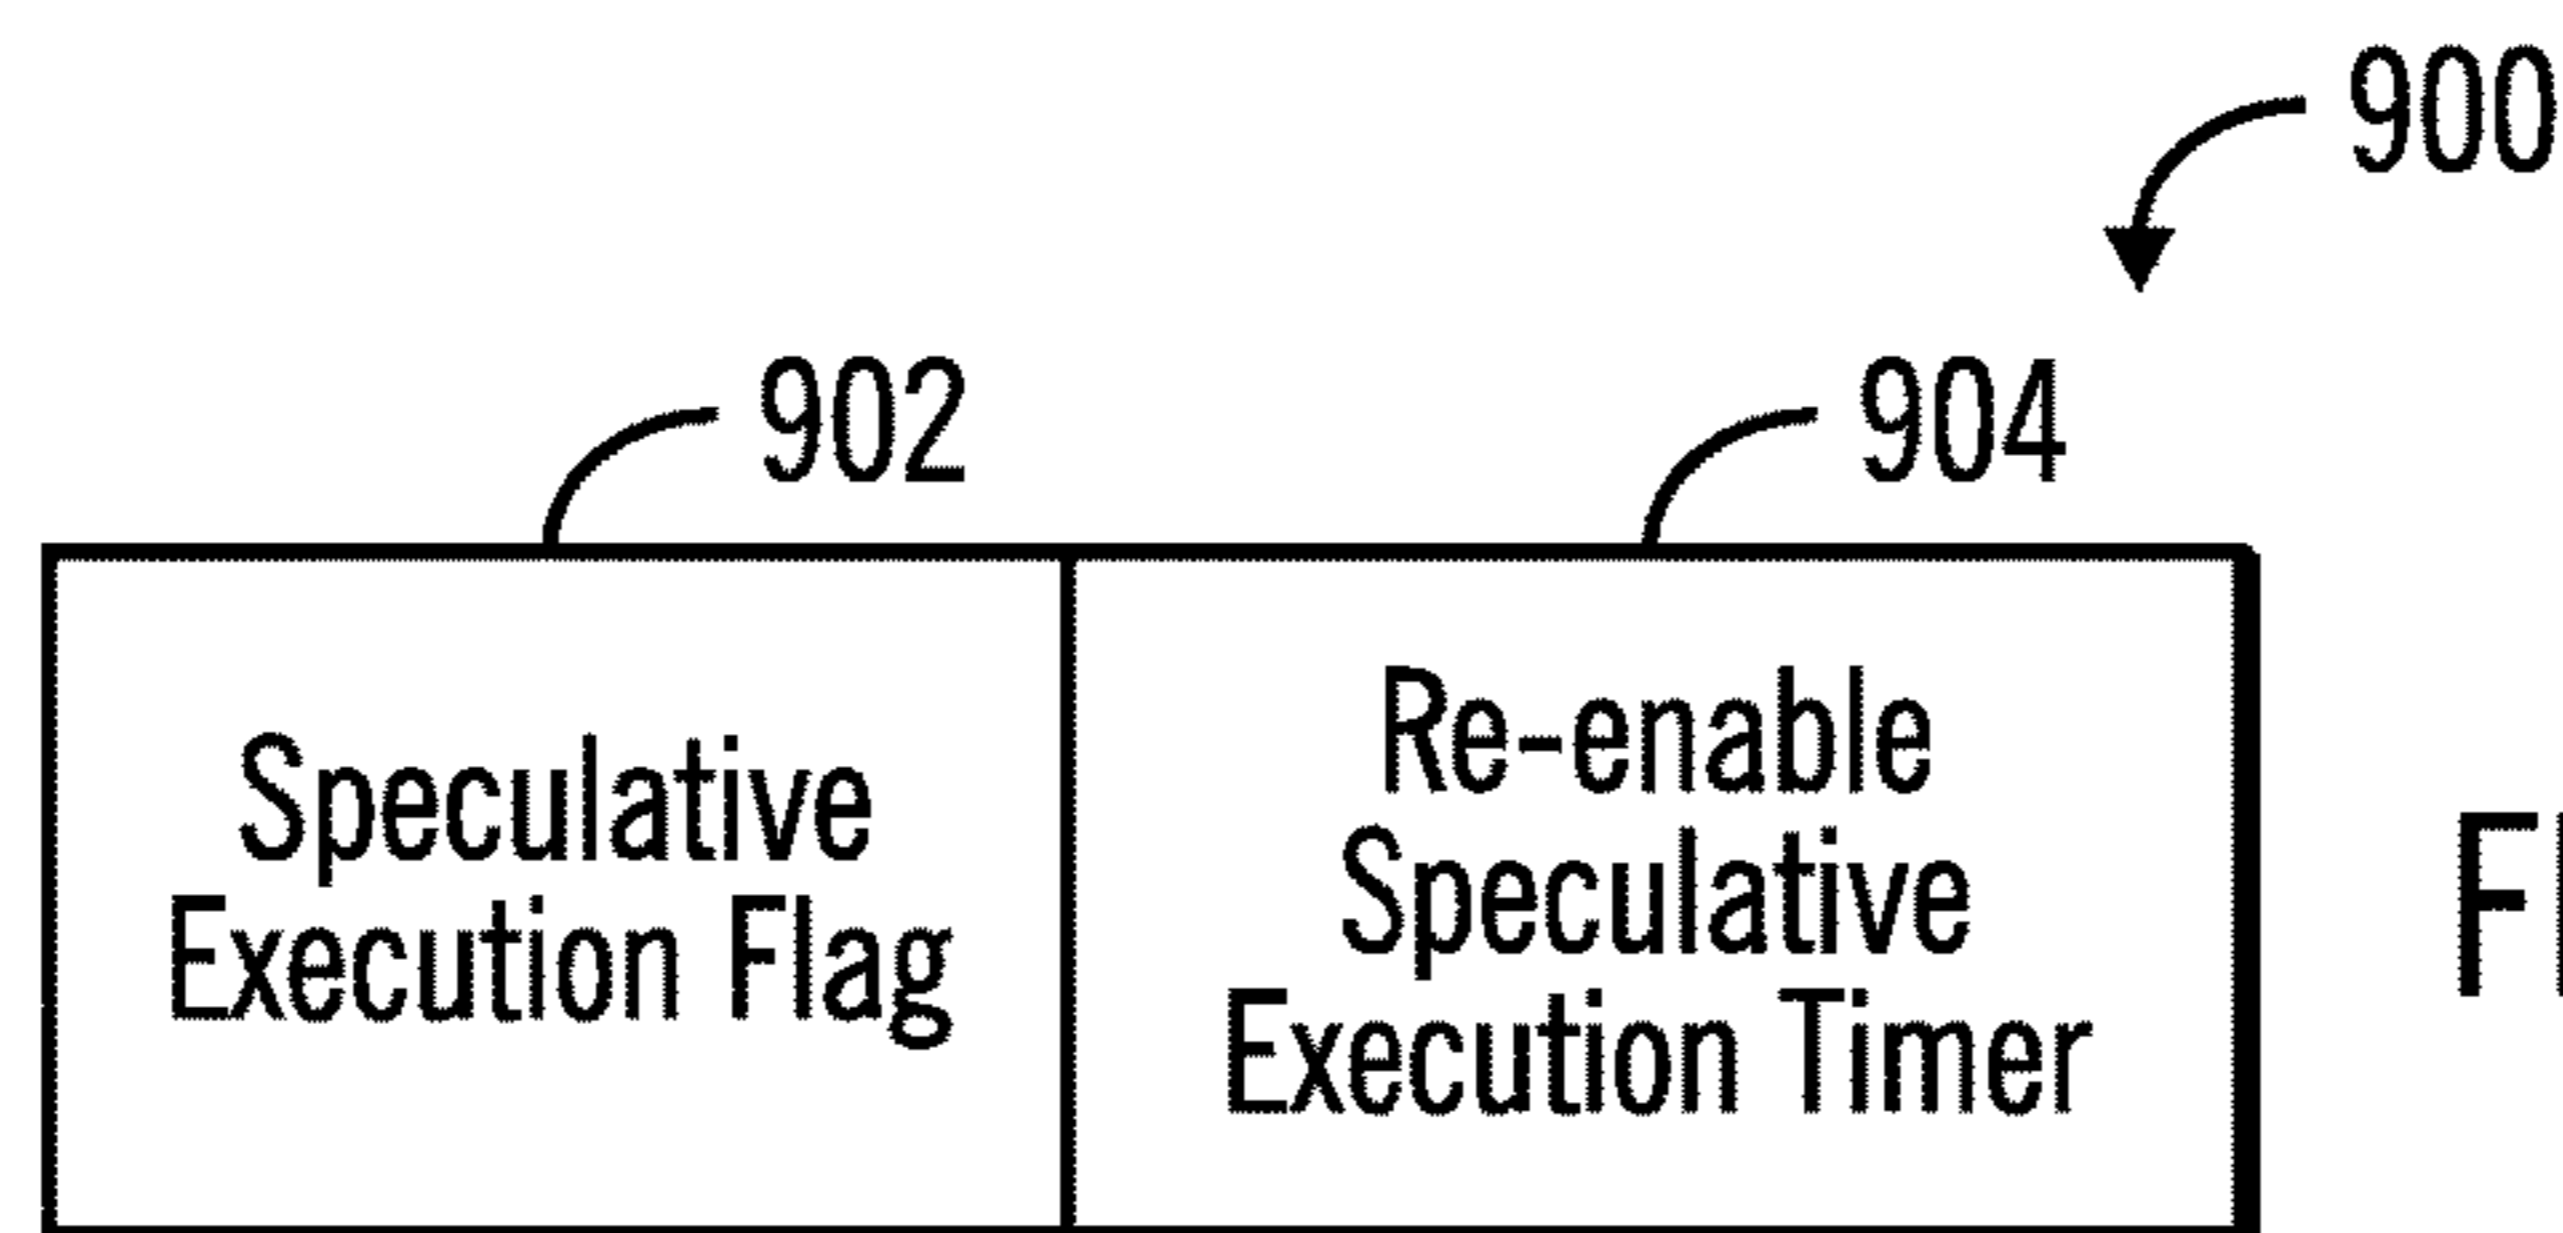 900
902
904
Speculative
Execution Flag
Re-enable
Speculative
Execution Timer